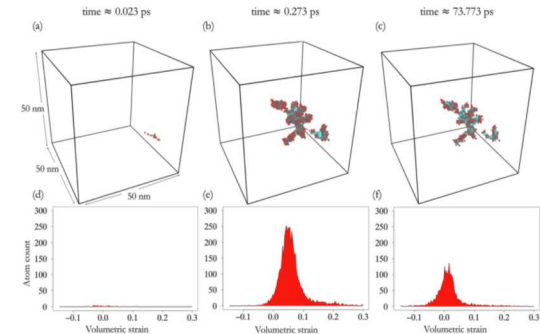 time ≈ 0.023 ps
time ≈ 0.273 ps
time ≈ 73.773 ps
(a)
(b)
(c)
50 nm
50 nm
50 nm
(d)
(e)
(f)
Atom count
300
250
200
150
100
50
0
−0.1 0.0 0.1 0.2 0.3
Volumetric strain
300
250
200
150
100
50
0
−0.1 0.0 0.1 0.2 0.3
Volumetric strain
300
250
200
150
100
50
0
−0.1 0.0 0.1 0.2 0.3
Volumetric strain